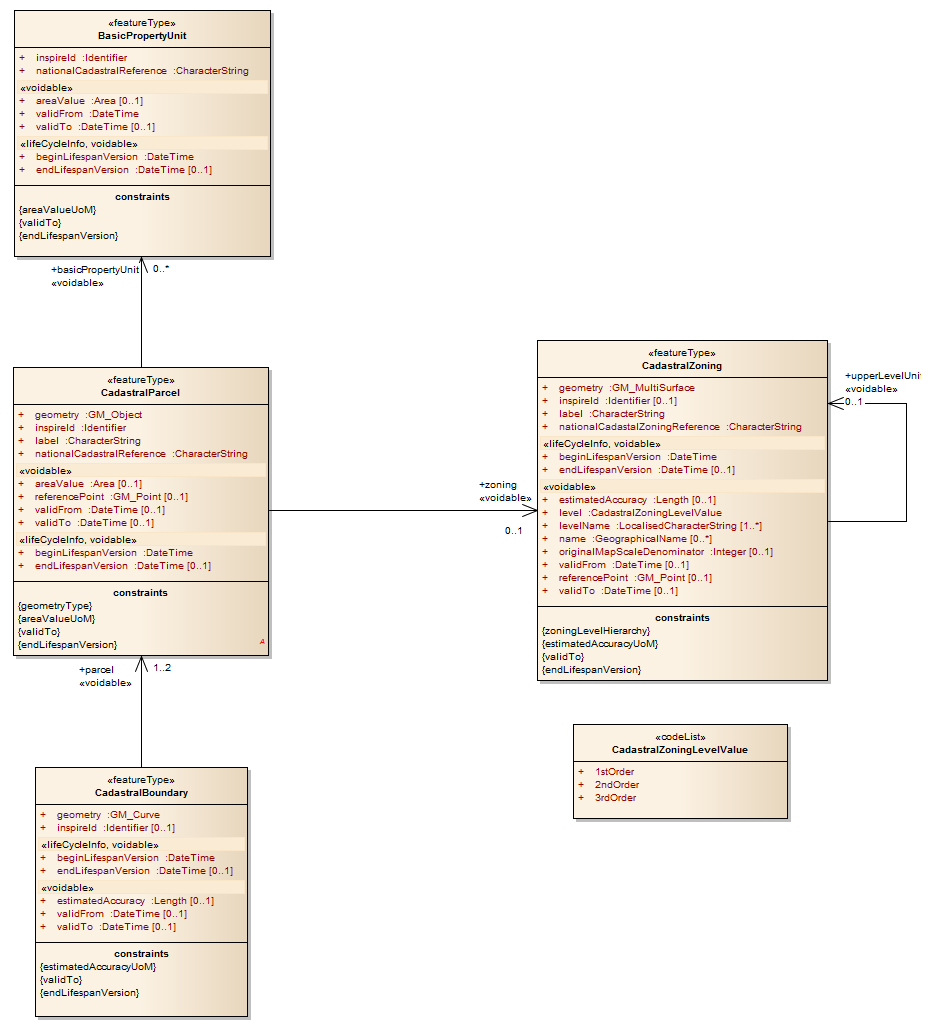 «featureType»
BasicPropertyUnit
+ inspireId :Identifier
+ nationalCadastralReference :CharacterString
«voidable»
+ areaValue :Area [0..1]
+ validFrom :DateTime
+ validTo :DateTime [0..1]
«lifeCycleInfo, voidable»
+ beginLifespanVersion :DateTime
+ endLifespanVersion :DateTime [0..1]
constraints
{areaValueUoM}
{validTo}
{endLifespanVersion}
+basicPropertyUnit 0..*
«voidable»
«featureType»
CadastralParcel
+ geometry :GM_Object
+ inspireId :Identifier
+ label :CharacterString
+ nationalCadastralReference :CharacterString
«voidable»
+ areaValue :Area [0..1]
+ referencePoint :GM_Point [0..1]
+ validFrom :DateTime [0..1]
+ validTo :DateTime [0..1]
«lifeCycleInfo, voidable»
+ beginLifespanVersion :DateTime
+ endLifespanVersion :DateTime [0..1]
constraints
{geometryType}
{areaValueUoM}
{validTo}
{endLifespanVersion}
A
+zoning
«voidable»
0..1
«featureType»
CadastralZoning
+ geometry :GM_MultiSurface
+ inspireId :Identifier [0..1]
+ label :CharacterString
+ nationalCadastalZoningReference :CharacterString
«lifeCycleInfo, voidable»
+ beginLifespanVersion :DateTime
+ endLifespanVersion :DateTime [0..1]
«voidable»
+ estimatedAccuracy :Length [0..1]
+ level :CadastralZoningLevelValue
+ levelName :LocalisedCharacterString [1..*]
+ name :GeographicalName [0..*]
+ originalMapScaleDenominator :Integer [0..1]
+ validFrom :DateTime [0..1]
+ referencePoint :GM_Point [0..1]
+ validTo :DateTime [0..1]
constraints
{zoningLevelHierarchy}
{estimatedAccuracyUoM}
{validTo}
{endLifespanVersion}
+upperLevelUni
«voidable»
0..1
+parcel 1..2
«voidable»
«featureType»
CadastralBoundary
+ geometry :GM_Curve
+ inspireId :Identifier [0..1]
«lifeCycleInfo, voidable»
+ beginLifespanVersion :DateTime
+ endLifespanVersion :DateTime [0..1]
«voidable»
+ estimatedAccuracy :Length [0..1]
+ validFrom :DateTime [0..1]
+ validTo :DateTime [0..1]
constraints
{estimatedAccuracyUoM}
{validTo}
{endLifespanVersion}
«codeList»
CadastralZoningLevelValue
+ 1stOrder
+ 2ndOrder
+ 3rdOrder